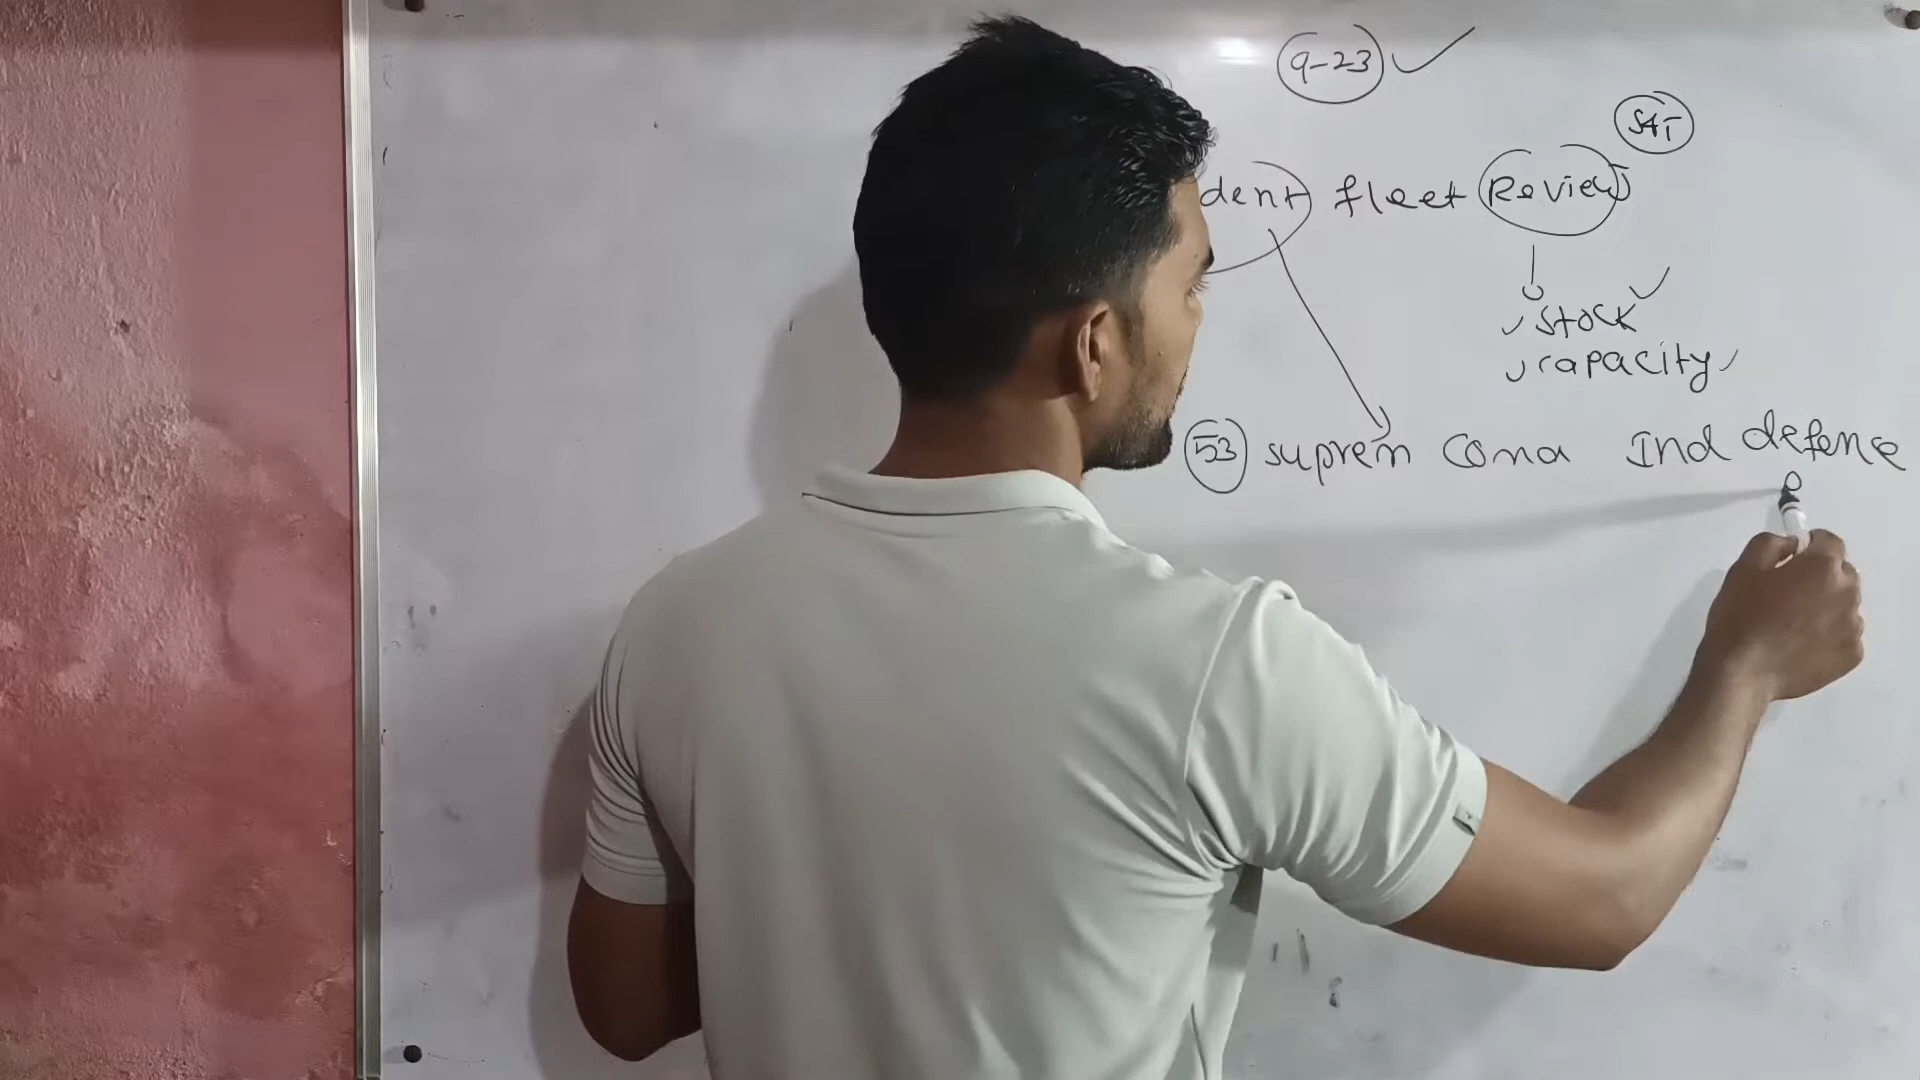 9-23
SAT
dent fleet Review
stock
capacity
53 suprem Coma Ind defence